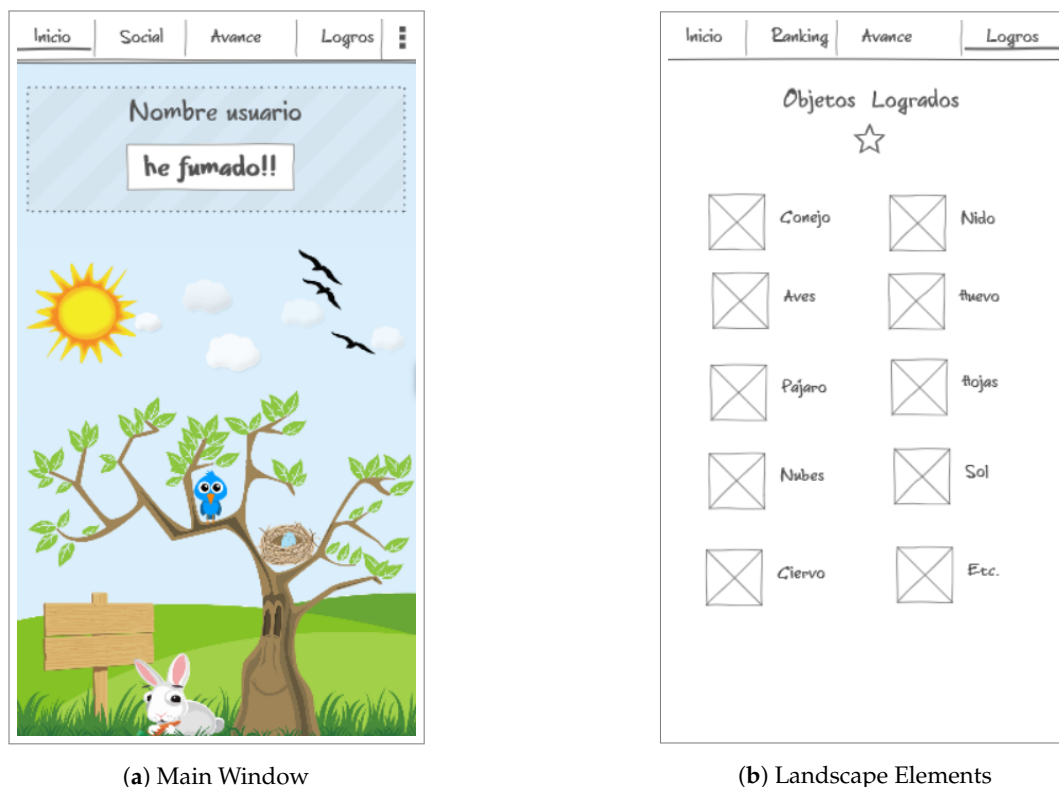 Inicio Social Avance Logros
Nombre usuario
he fumado!!
(a) Main Window
Inicio Ranking Avance Logros
Objetos Logrados
Conejo Nido
Aves Huevo
Pájaro Hojas
Nubes Sol
Ciervo Etc.
(b) Landscape Elements